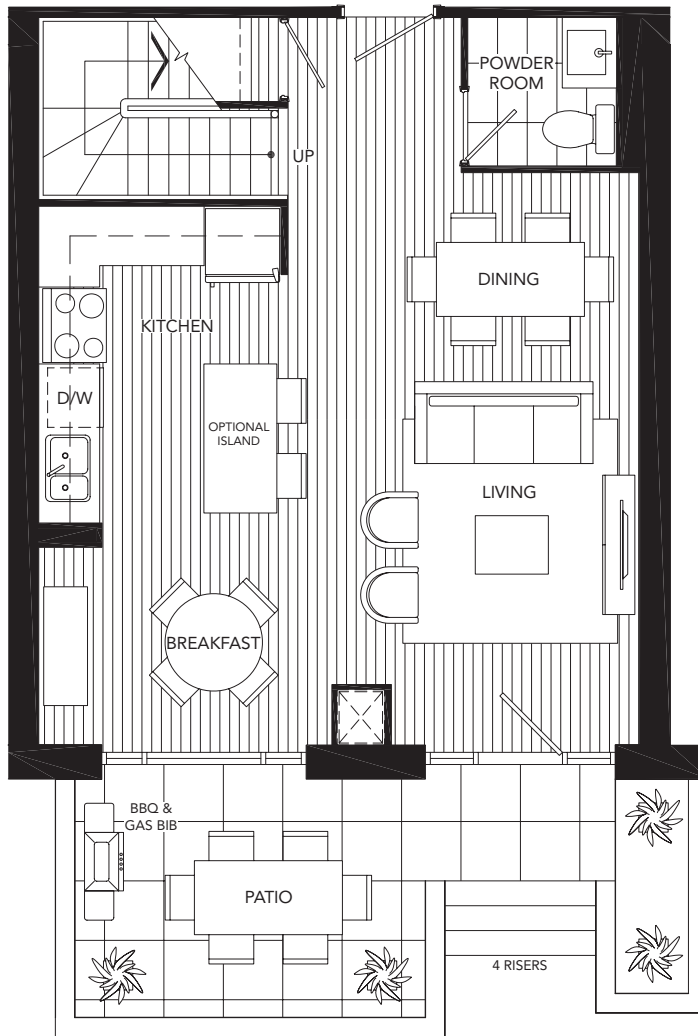 POWDER
ROOM
UP
DINING
KITCHEN
D/W
OPTIONAL
ISLAND
LIVING
BREAKFAST
BBQ &
GAS BIB
PATIO
4 RISERS